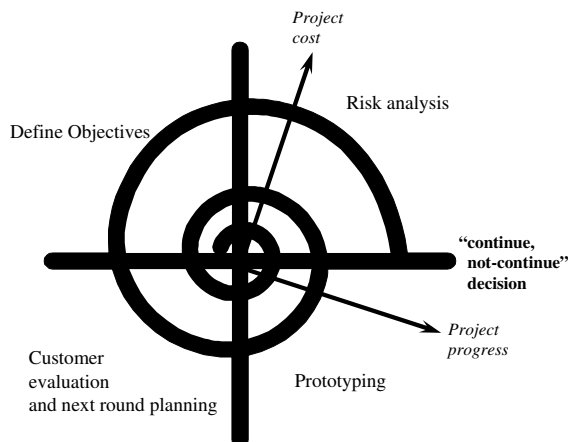 Project
cost
Risk analysis
Define Objectives
“continue,
not-continue”
decision
Project
progress
Customer
evaluation
and next round planning
Prototyping